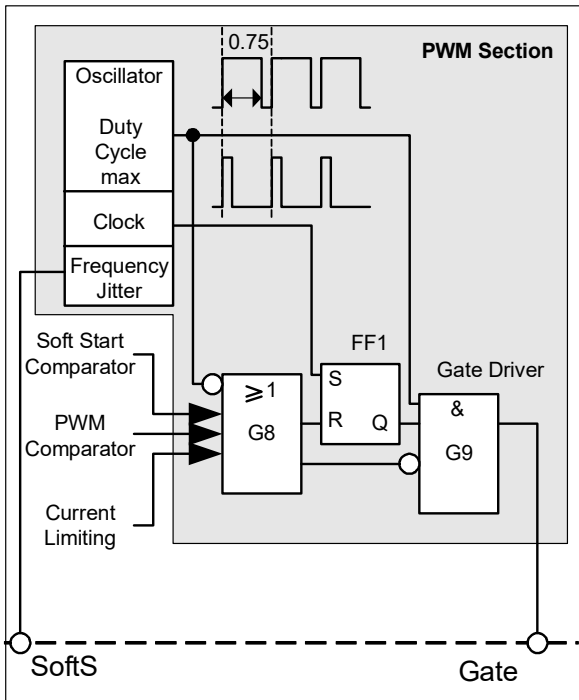 0.75
PWM Section
Oscillator
Duty
Cycle
max
Clock
Frequency
Jitter
Soft Start
Comparator
PWM
Comparator
Current
Limiting
≥1
G8
FF1
S
R
Q
Gate Driver
&
G9
SoftS
Gate